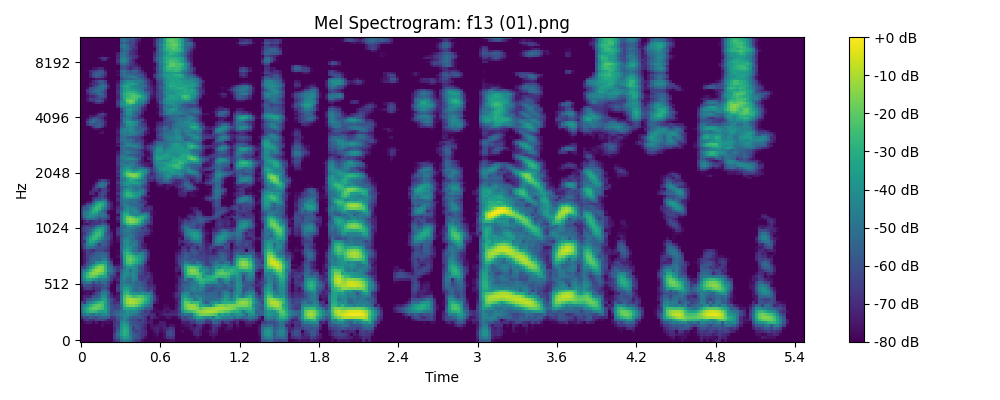 Mel Spectrogram: f13 (01).png
8192
4096
2048
1024
512
0
Hz
0 0.6 1.2 1.8 2.4 3 3.6 4.2 4.8 5.4
Time
+0 dB
-10 dB
-20 dB
-30 dB
-40 dB
-50 dB
-60 dB
-70 dB
-80 dB